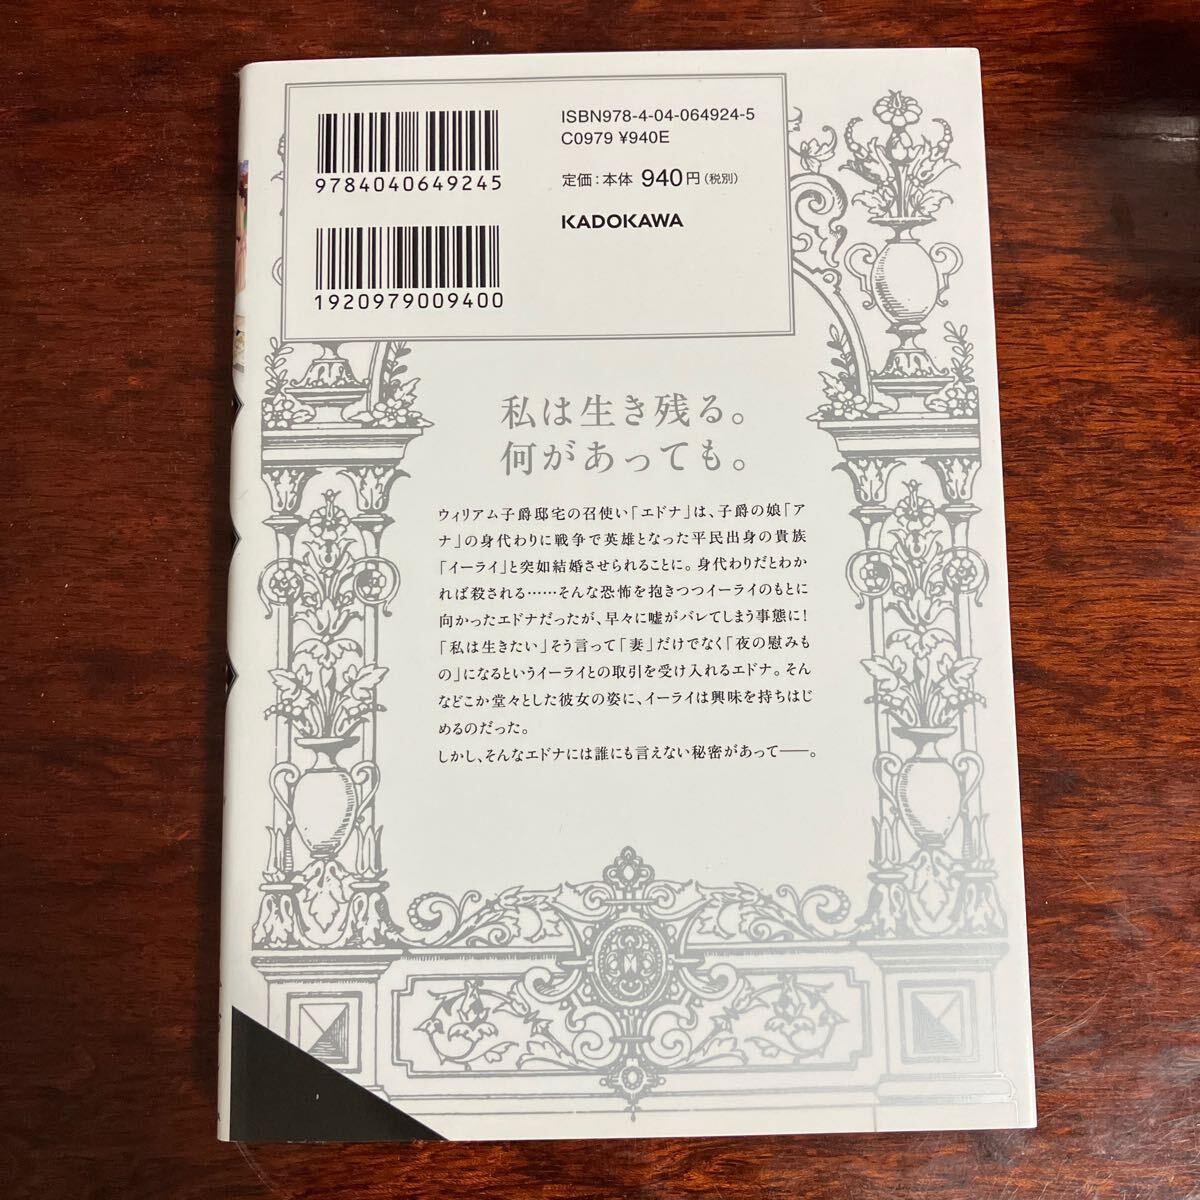 9784040649245
1920979009400
ISBN978-4-04-064924-5
C0979 ¥940E
定価：本体 940円（税別）
KADOKAWA
私は生き残る。
何があっても。
ウィリアム子爵邸宅の召使い「エドナ」は、子爵の娘「ア
ナ」の身代わりに戦争で英雄となった平民出身の貴族
「イーライ」と突如結婚させられることに。身代わりだとわか
れば殺される……そんな恐怖を抱きつつイーライのもとに
向かったエドナだったが、早々に嘘がバレてしまう事態に！
「私は生きたい」そう言って「妻」だけでなく「夜の慰みも
の」になるというイーライとの取引を受け入れるエドナ。そん
などこか堂々とした彼女の姿に、イーライは興味を持ちはじ
めるのだった。
しかし、そんなエドナには誰にも言えない秘密があって――。